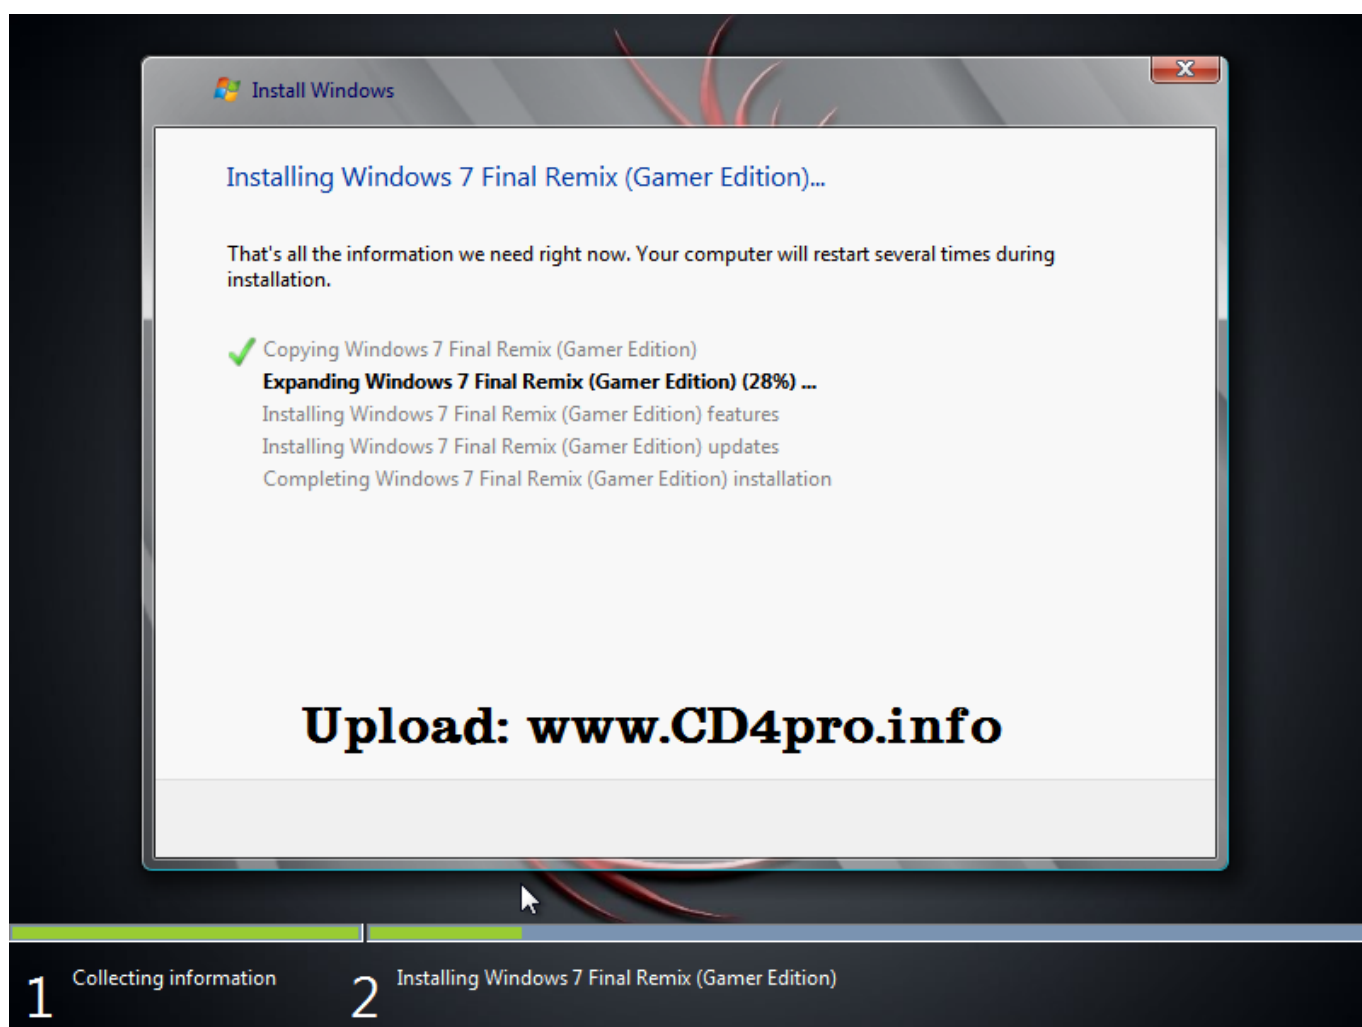 Install Windows
X
Installing Windows 7 Final Remix (Gamer Edition)...
That's all the information we need right now. Your computer will restart several times during
installation.
Copying Windows 7 Final Remix (Gamer Edition)
Expanding Windows 7 Final Remix (Gamer Edition) (28%) ...
Installing Windows 7 Final Remix (Gamer Edition) features
Installing Windows 7 Final Remix (Gamer Edition) updates
Completing Windows 7 Final Remix (Gamer Edition) installation
Upload: www.CD4pro.info
1 Collecting information
2 Installing Windows 7 Final Remix (Gamer Edition)